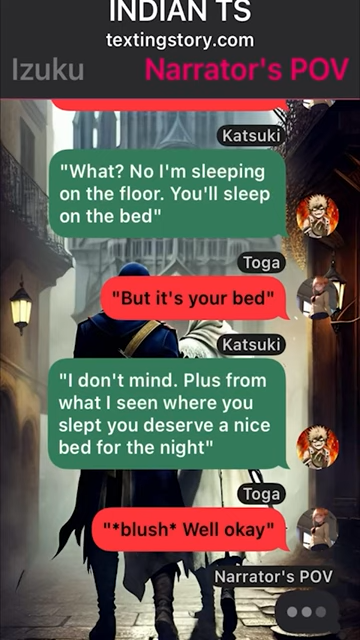 INDIAN TS
textingstory.com
Izuku Narrator's POV
Katsuki
"What? No I'm sleeping
on the floor. You'll sleep
on the bed"
Toga
"But it's your bed"
Katsuki
"I don't mind. Plus from
what I seen where you
slept you deserve a nice
bed for the night"
Toga
"*blush* Well okay"
Narrator's POV